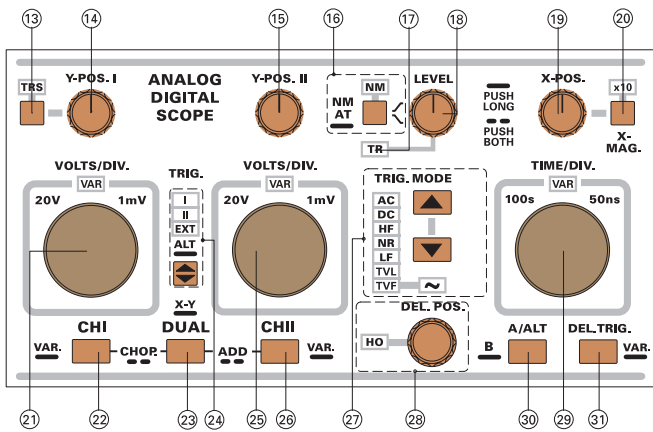 13 14 15 16 17 18 19 20
TRS
Y-POS. I
ANALOG
DIGITAL
SCOPE
Y-POS. II
NM
AT
NM
LEVEL
TR
PUSH
LONG
PUSH
BOTH
X-POS.
x10
X-
MAG.
VOLTS/DIV.
VAR
20V 1mV
TRIG.
I
II
EXT
ALT
VOLTS/DIV.
VAR
20V 1mV
TRIG. MODE
AC
DC
HF
NR
LF
TVL
TVF
~
TIME/DIV.
VAR
100s 50ns
X-Y
VAR.
CHI
CHOP.
DUAL
ADD
CHII
VAR.
DEL. POS.
HO
B
A/ALT
DEL.TRIG.
VAR.
21 22 23 24 25 26 27 28 30 29 31